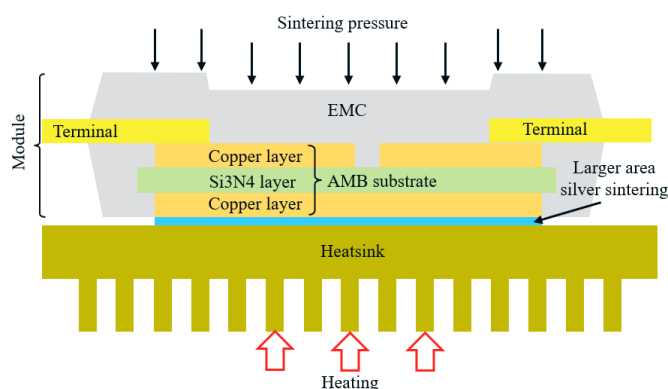 Sintering pressure
EMC
Module
Terminal
Terminal
Copper layer
Si3N4 layer
AMB substrate
Copper layer
Larger area
silver sintering
Heatsink
Heating